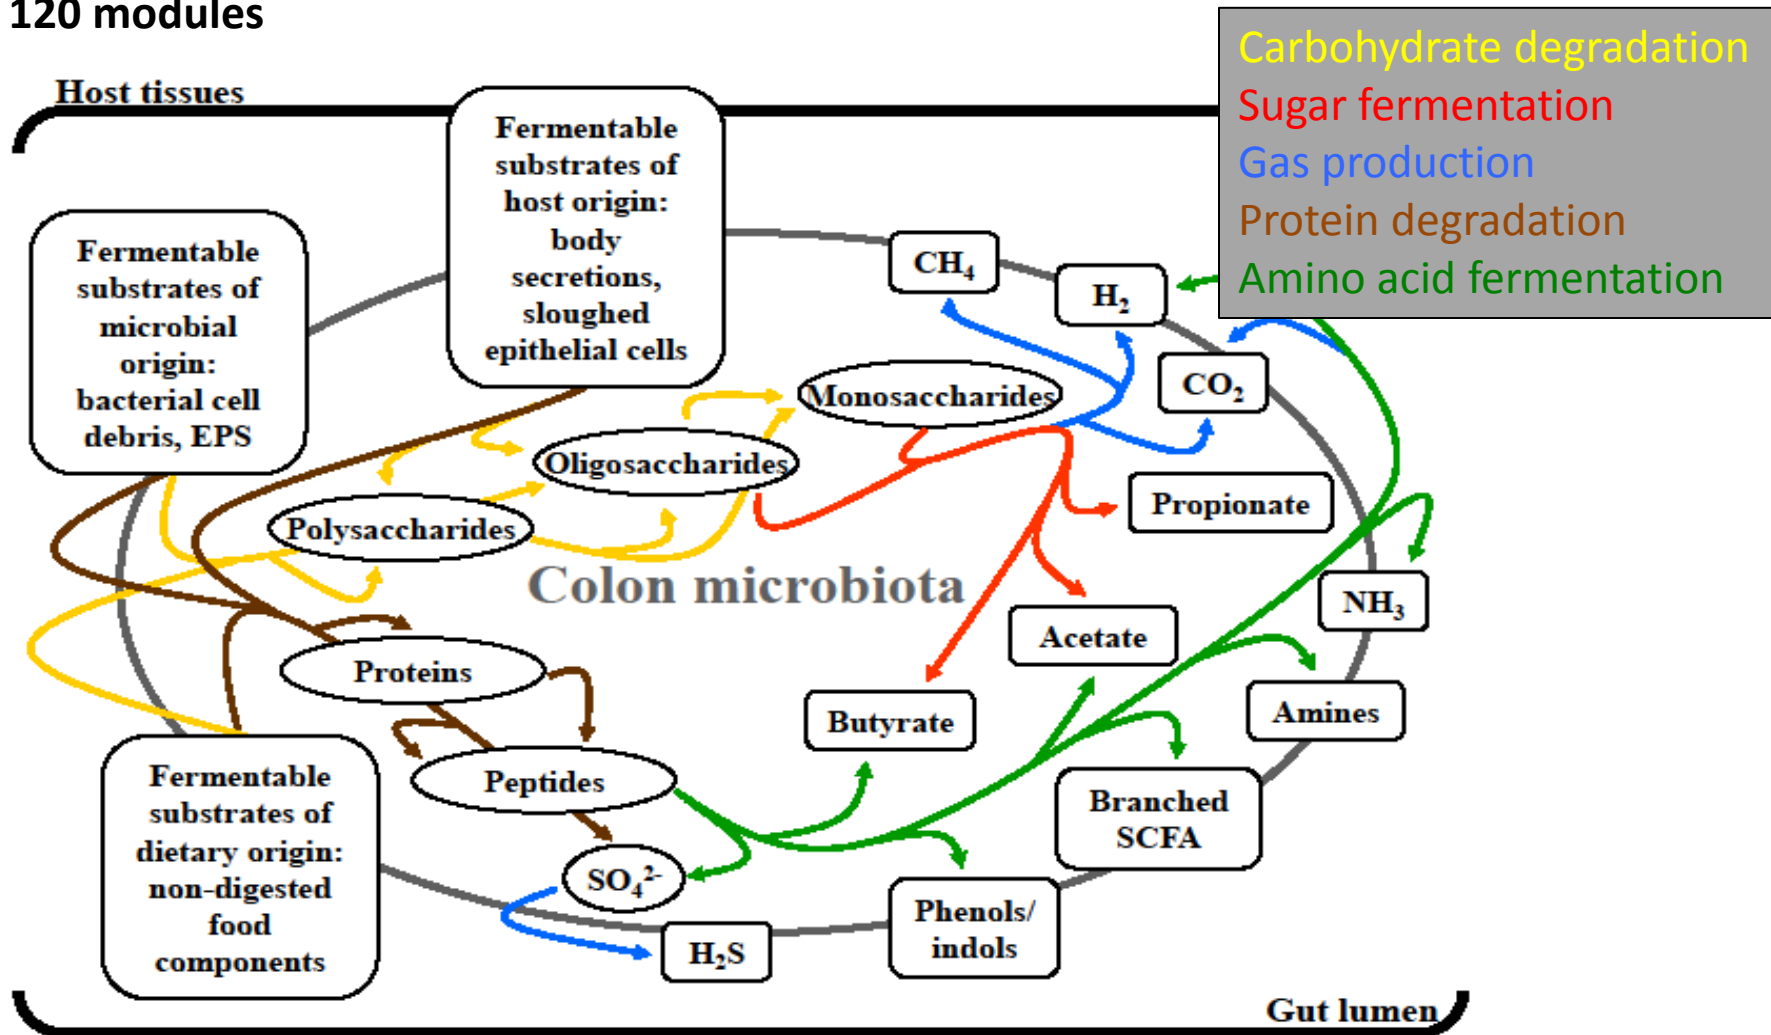 120 modules
Carbohydrate degradation
Sugar fermentation
Gas production
Protein degradation
Amino acid fermentation
Host tissues
Fermentable
substrates of
host origin:
body
secretions,
sloughed
epithelial cells
Fermentable
substrates of
microbial
origin:
bacterial cell
debris, EPS
CH₄
H₂
CO₂
Monosaccharides
Oligosaccharides
Polysaccharides
Propionate
Colon microbiota
NH₃
Acetate
Proteins
Butyrate
Amines
Peptides
Branched
SCFA
Fermentable
substrates of
dietary origin:
non-digested
food
components
SO₄²⁻
Phenols/
indols
H₂S
Gut lumen